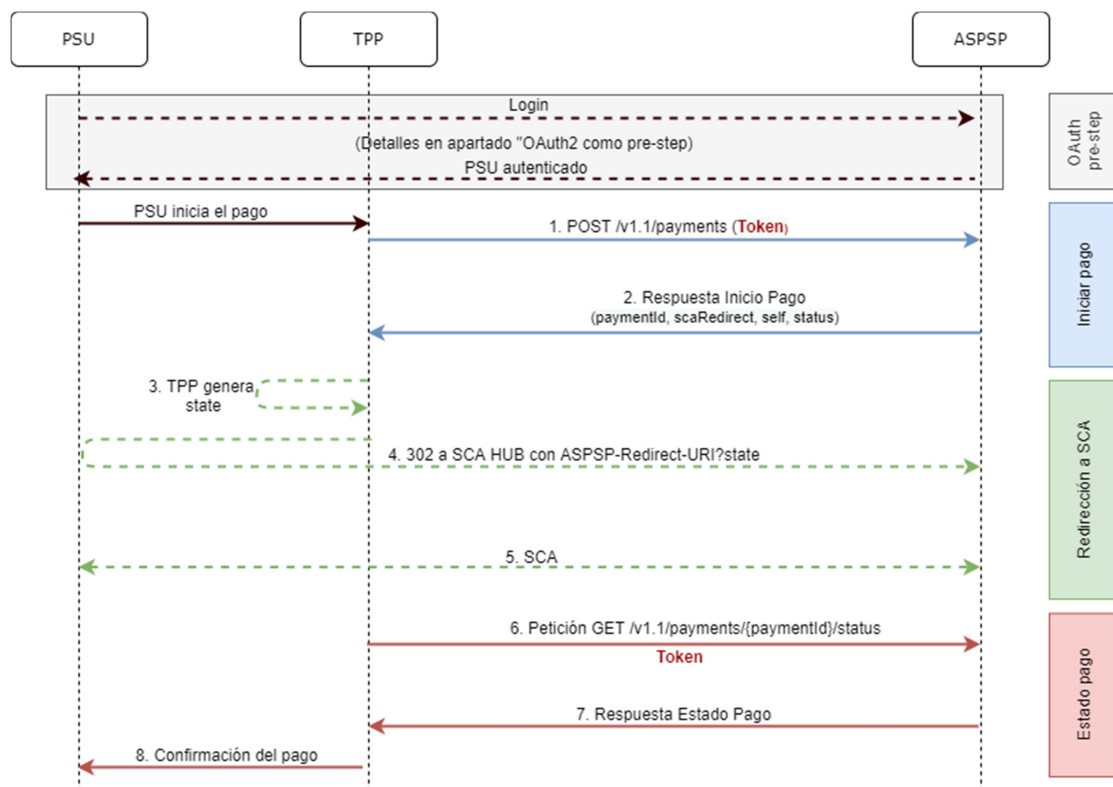 PSU
TPP
ASPSP
Login
(Detalles en apartado "OAuth2 como pre-step)
PSU autenticado
OAuth
pre-step
PSU inicia el pago
1. POST /v1.1/payments (Token)
2. Respuesta Inicio Pago
(paymentId, scaRedirect, self, status)
Iniciar pago
3. TPP genera
state
4. 302 a SCA HUB con ASPSP-Redirect-URI?state
5. SCA
Redirección a SCA
6. Petición GET /v1.1/payments/{paymentId}/status
Token
7. Respuesta Estado Pago
8. Confirmación del pago
Estado pago